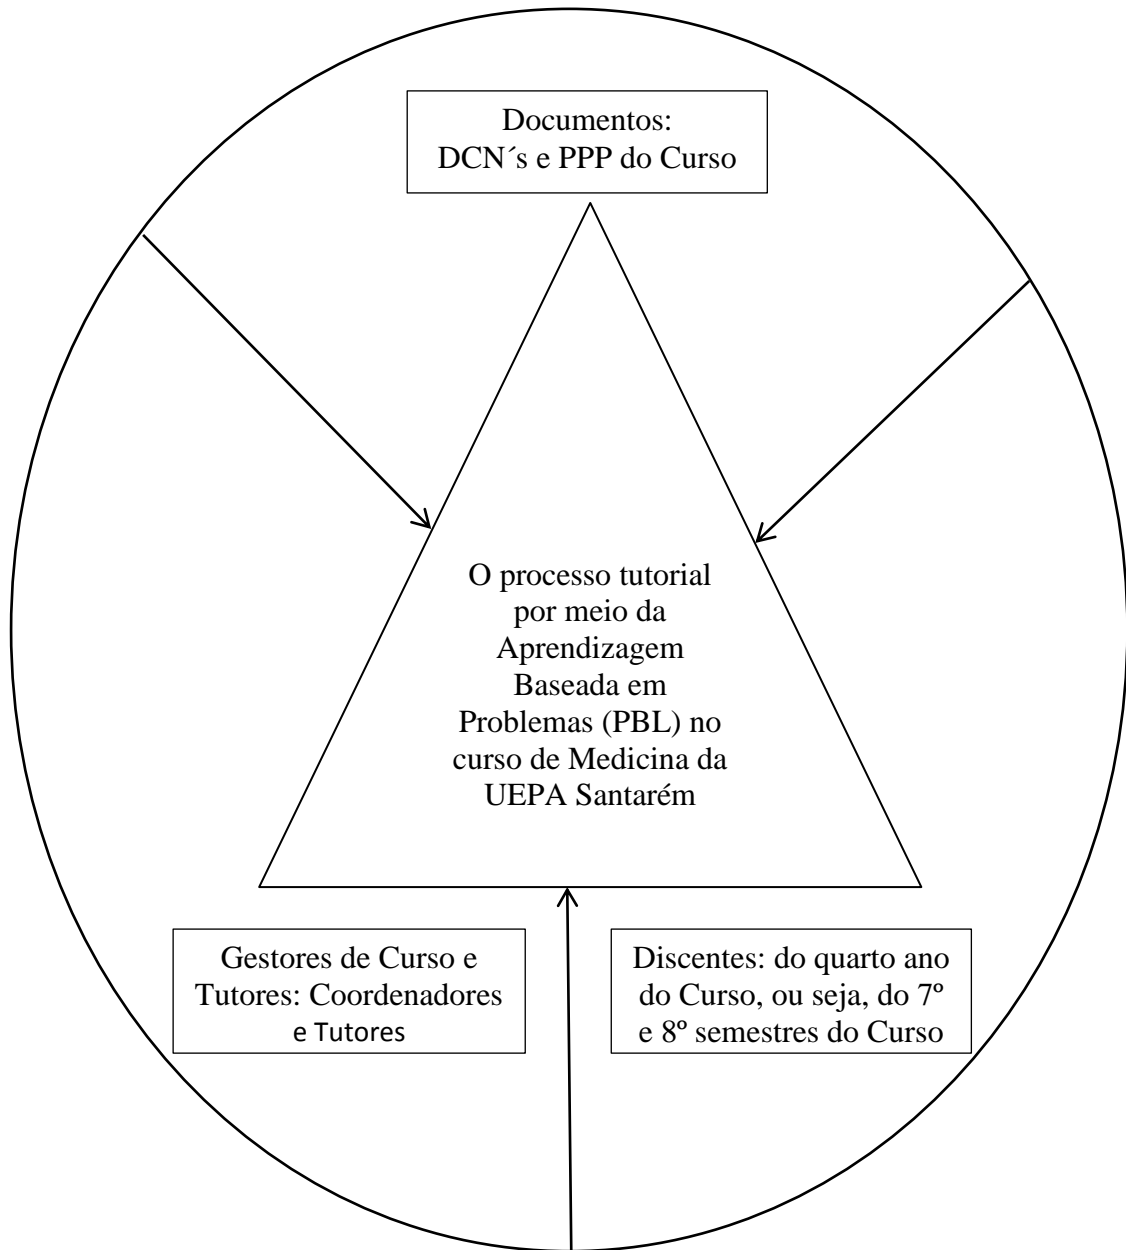 Documentos:
DCN´s e PPP do Curso
O processo tutorial
por meio da
Aprendizagem
Baseada em
Problemas (PBL) no
curso de Medicina da
UEPA Santarém
Gestores de Curso e
Tutores: Coordenadores
e Tutores
Discentes: do quarto ano
do Curso, ou seja, do 7º
e 8º semestres do Curso